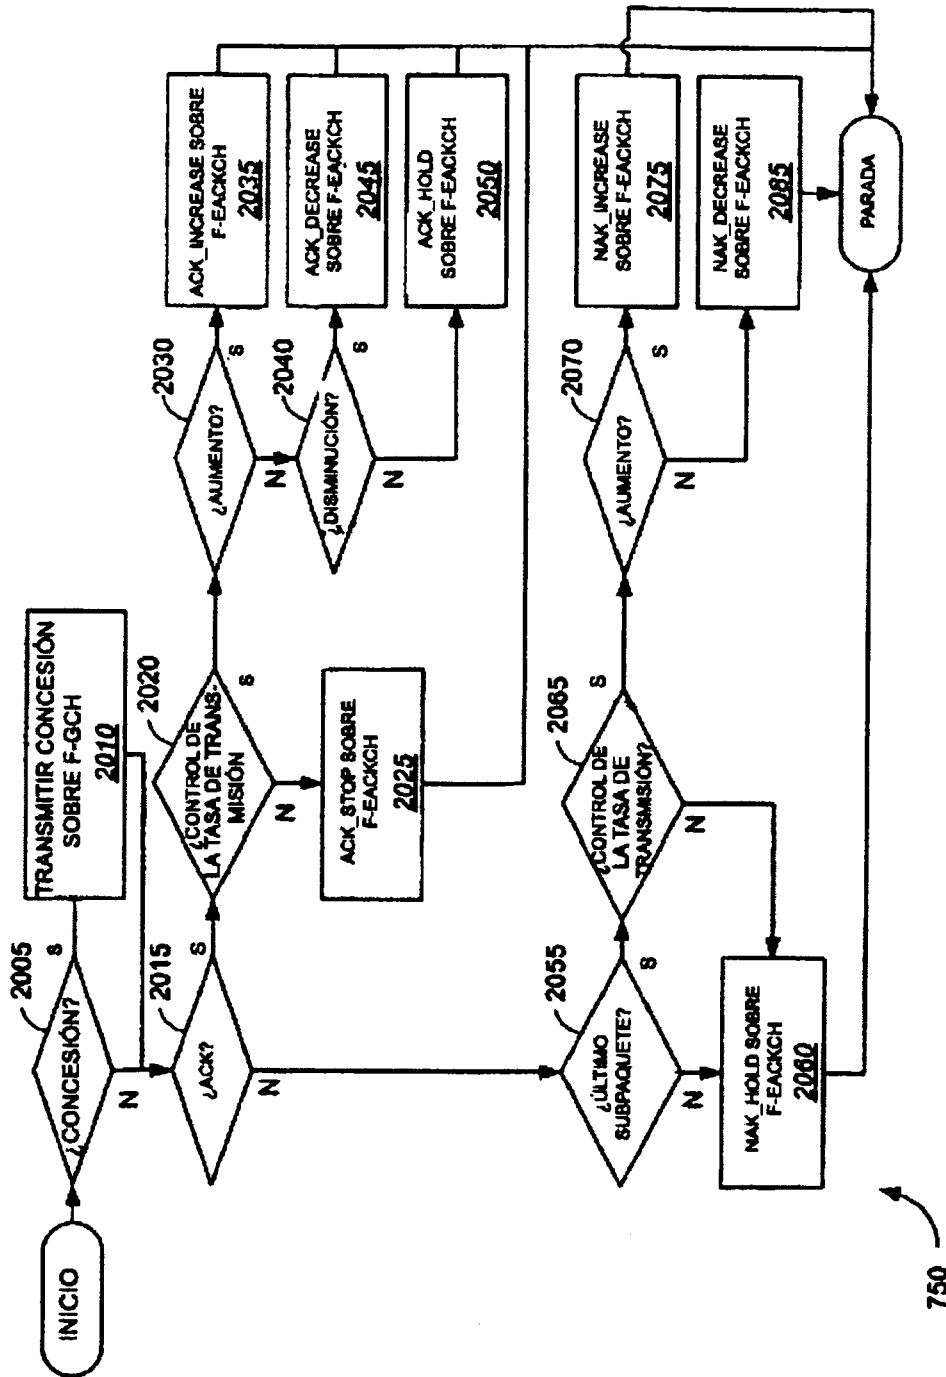 INICIO
2005
¿CONCESIÓN?
S
N
TRANSMITIR CONCESIÓN
SOBRE F-GCH
2010
2015
¿ACK?
S
N
2020
¿CONTROL DE
LA TASA DE TRANS-
MISIÓN
S
N
ACK_STOP SOBRE
F-EACKCH
2025
2030
¿AUMENTO?
S
N
ACK_INCREASE SOBRE
F-EACKCH
2035
2040
¿DISMINUCIÓN?
S
N
ACK_DECREASE
SOBRE F-EACKCH
2045
ACK_HOLD
SOBRE F-EACKCH
2050
2055
¿ÚLTIMO
SUBPAQUETE?
S
N
NAK_HOLD SOBRE
F-EACKCH
2060
2065
¿CONTROL DE
LA TASA DE
TRANSMISIÓN?
S
N
2070
¿AUMENTO?
S
N
NAK_INCREASE
SOBRE F-EACKCH
2075
NAK_DECREASE
SOBRE F-EACKCH
2085
PARADA
750